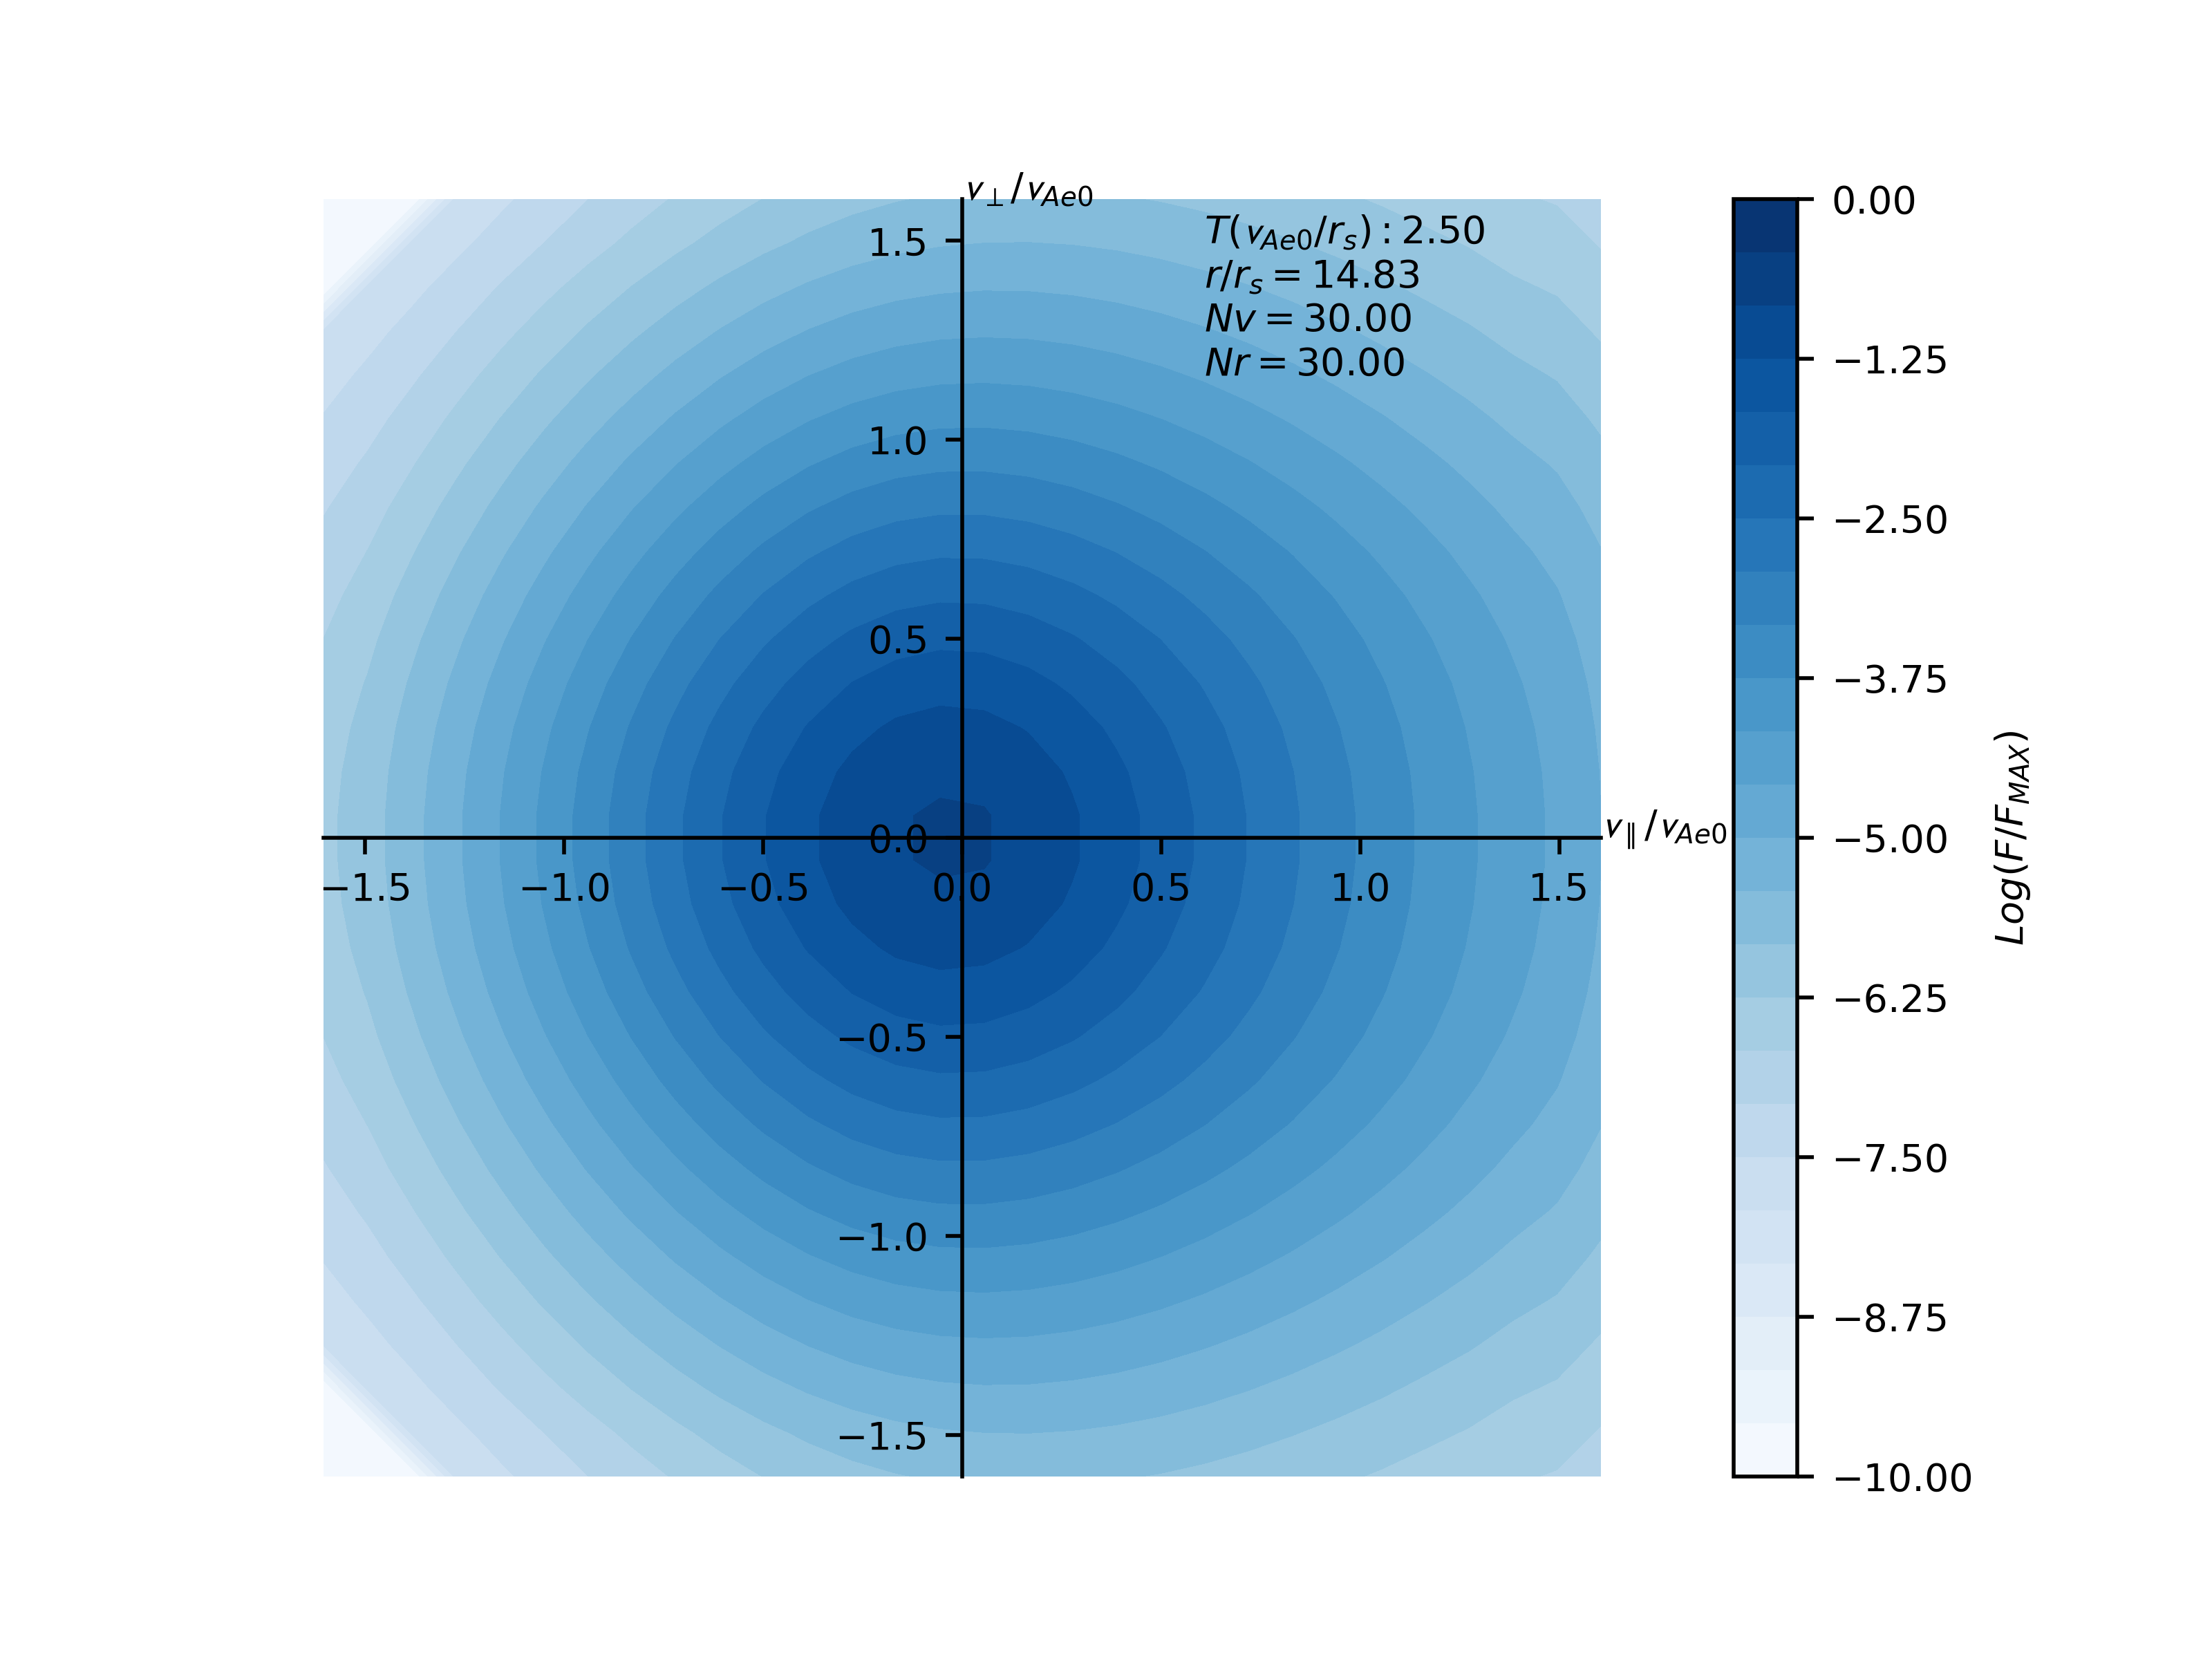 v⊥/vAe0
T(vAe0/rs) : 2.50
r/rs = 14.83
Nv = 30.00
Nr = 30.00
1.5
1.0
0.5
0.0
−0.5
−1.0
−1.5
−1.5 −1.0 −0.5 0.0 0.5 1.0 1.5
v∥/vAe0
0.00
−1.25
−2.50
−3.75
−5.00
−6.25
−7.50
−8.75
−10.00
Log(F/FMAX)